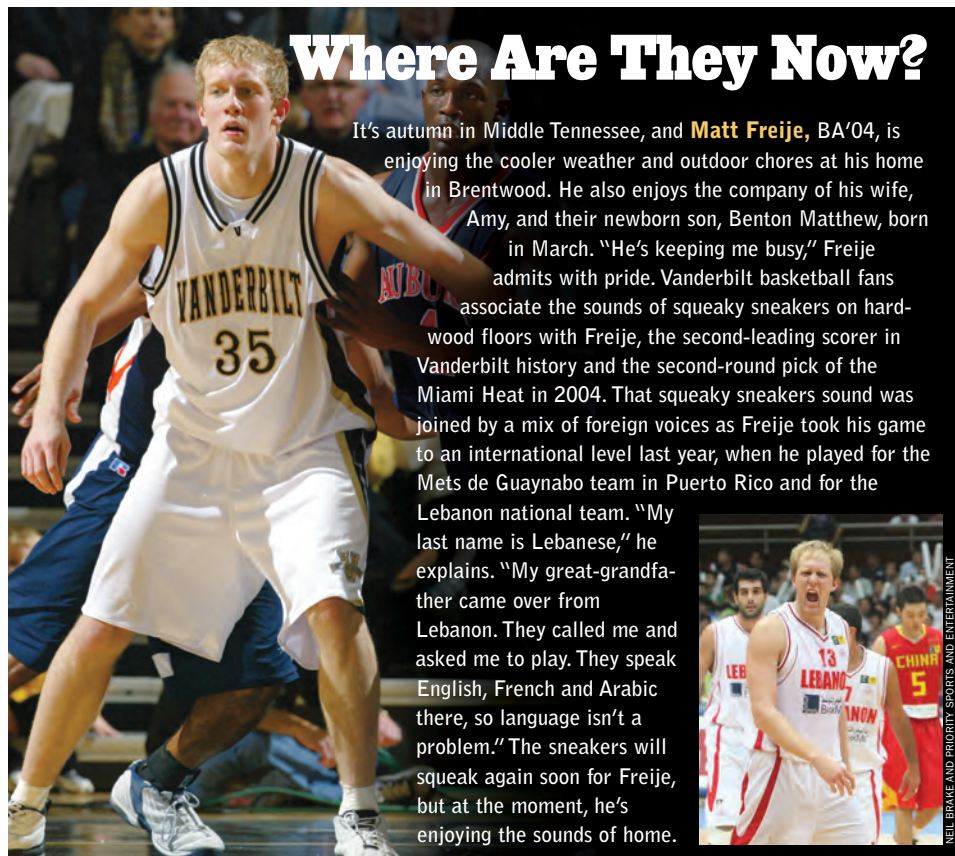 Where Are They Now?
It's autumn in Middle Tennessee, and Matt Freije, BA'04, is
enjoying the cooler weather and outdoor chores at his home
in Brentwood. He also enjoys the company of his wife,
Amy, and their newborn son, Benton Matthew, born
in March. “He's keeping me busy,” Freije
admits with pride. Vanderbilt basketball fans
associate the sounds of squeaky sneakers on hard-
wood floors with Freije, the second-leading scorer in
Vanderbilt history and the second-round pick of the
Miami Heat in 2004. That squeaky sneakers sound was
joined by a mix of foreign voices as Freije took his game
to an international level last year, when he played for the
Mets de Guaynabo team in Puerto Rico and for the
Lebanon national team. “My
last name is Lebanese,” he
explains. “My great-grandfa-
ther came over from
Lebanon. They called me and
asked me to play. They speak
English, French and Arabic
there, so language isn't a
problem.” The sneakers will
squeak again soon for Freije,
but at the moment, he's
enjoying the sounds of home.
VANDERBILT
35
AUBU
LEB
13
LEBANO
7
NON
CHINA
5
NEIL BRAKE AND PRIORITY SPORTS AND ENTERTAINMENT